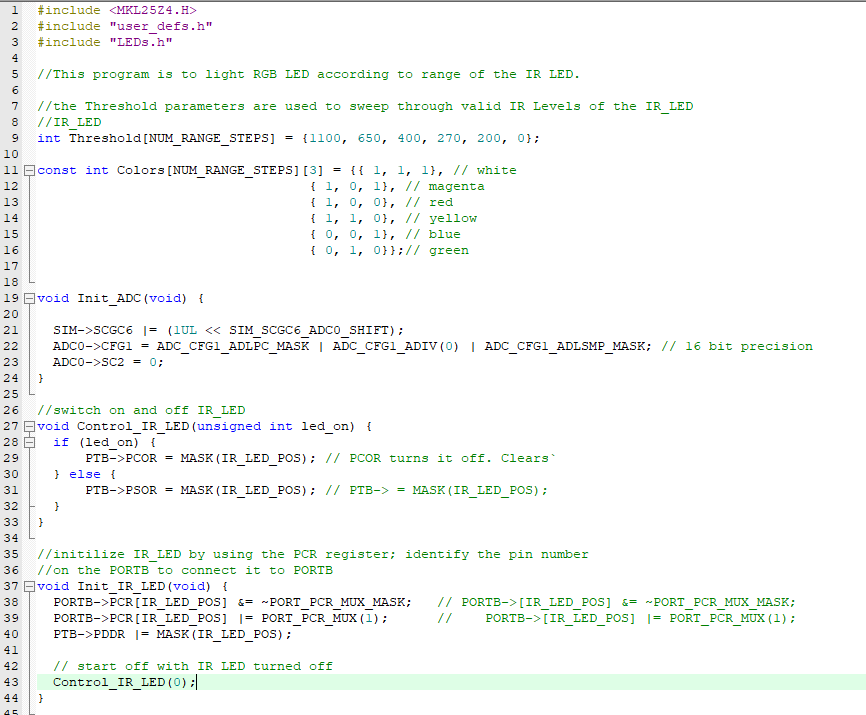 1 #include <MKL25Z4.H>
2 #include "user_defs.h"
3 #include "LEDs.h"
4
5 //This program is to light RGB LED according to range of the IR LED.
6
7 //the Threshold parameters are used to sweep through valid IR Levels of the IR_LED
8 //IR_LED
9 int Threshold[NUM_RANGE_STEPS] = {1100, 650, 400, 270, 200, 0};
10
11 const int Colors[NUM_RANGE_STEPS][3] = {{ 1, 1, 1}, // white
12 { 1, 0, 1}, // magenta
13 { 1, 0, 0}, // red
14 { 1, 1, 0}, // yellow
15 { 0, 0, 1}, // blue
16 { 0, 1, 0}};// green
17
18
19 void Init_ADC(void) {
20
21 SIM->SCGC6 |= (1UL << SIM_SCGC6_ADC0_SHIFT);
22 ADC0->CFG1 = ADC_CFG1_ADLPC_MASK | ADC_CFG1_ADIV(0) | ADC_CFG1_ADLSMP_MASK; // 16 bit precision
23 ADC0->SC2 = 0;
24 }
25
26 //switch on and off IR_LED
27 void Control_IR_LED(unsigned int led_on) {
28 if (led_on) {
29 PTB->PCOR = MASK(IR_LED_POS); // PCOR turns it off. Clears`
30 } else {
31 PTB->PSOR = MASK(IR_LED_POS); // PTB-> = MASK(IR_LED_POS);
32 }
33 }
34
35 //initilize IR_LED by using the PCR register; identify the pin number
36 //on the PORTB to connect it to PORTB
37 void Init_IR_LED(void) {
38 PORTB->PCR[IR_LED_POS] &= ~PORT_PCR_MUX_MASK; // PORTB->[IR_LED_POS] &= ~PORT_PCR_MUX_MASK;
39 PORTB->PCR[IR_LED_POS] |= PORT_PCR_MUX(1); // PORTB->[IR_LED_POS] |= PORT_PCR_MUX(1);
40 PTB->PDDR |= MASK(IR_LED_POS);
41
42 // start off with IR LED turned off
43 Control_IR_LED(0);
44 }
45